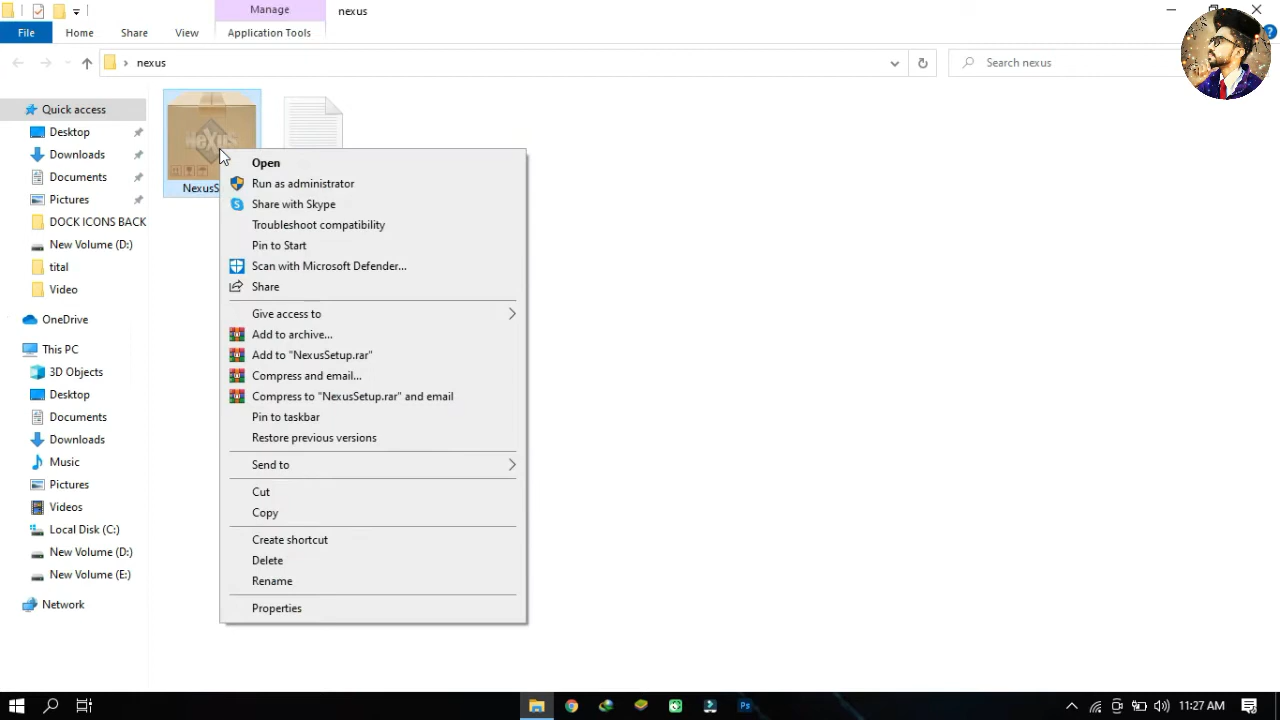 Manage
nexus
File
Home
Share
View
Application Tools
nexus
Search nexus
Quick access
Desktop
Downloads
Documents
Pictures
DOCK ICONS BACK
New Volume (D:)
tital
Video
OneDrive
This PC
3D Objects
Desktop
Documents
Downloads
Music
Pictures
Videos
Local Disk (C:)
New Volume (D:)
New Volume (E:)
Network
NeXuS
NexusS
Open
Run as administrator
Share with Skype
Troubleshoot compatibility
Pin to Start
Scan with Microsoft Defender...
Share
Give access to
Add to archive...
Add to "NexusSetup.rar"
Compress and email...
Compress to "NexusSetup.rar" and email
Pin to taskbar
Restore previous versions
Send to
Cut
Copy
Create shortcut
Delete
Rename
Properties
Ps
11:27 AM